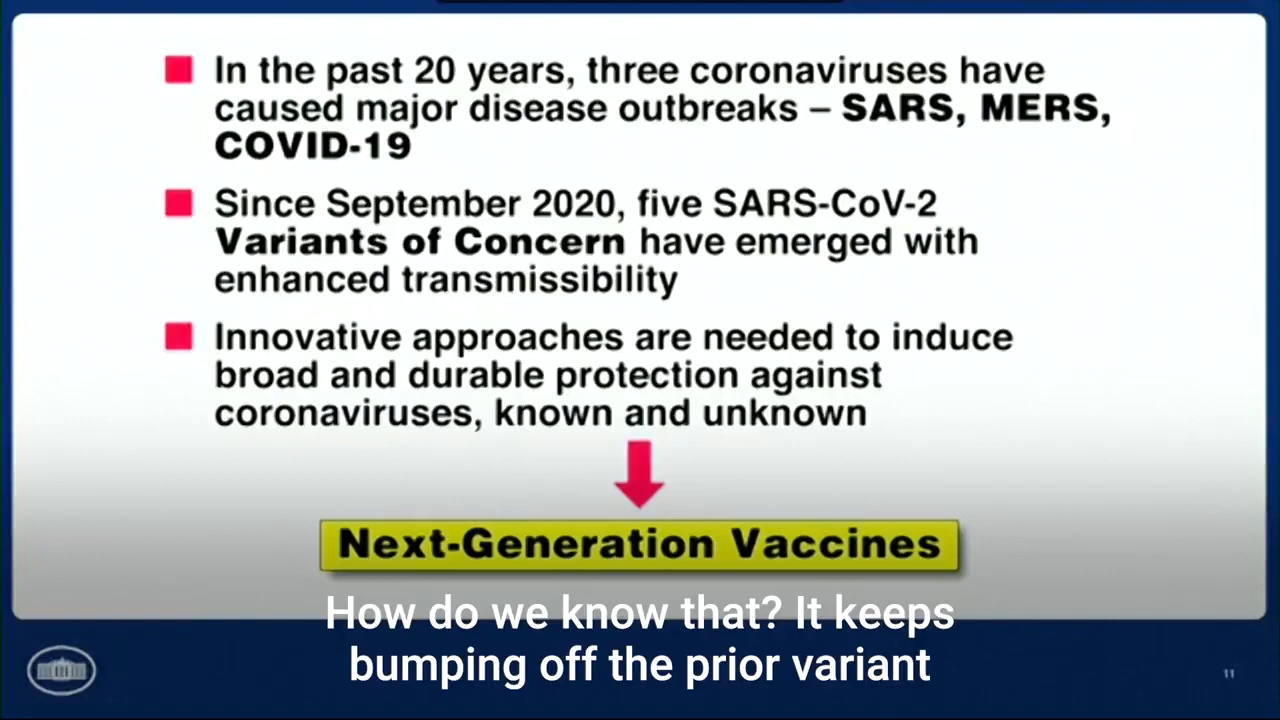 In the past 20 years, three coronaviruses have
caused major disease outbreaks – SARS, MERS,
COVID-19
Since September 2020, five SARS-CoV-2
Variants of Concern have emerged with
enhanced transmissibility
Innovative approaches are needed to induce
broad and durable protection against
coronaviruses, known and unknown
Next-Generation Vaccines
How do we know that? It keeps
bumping off the prior variant
11